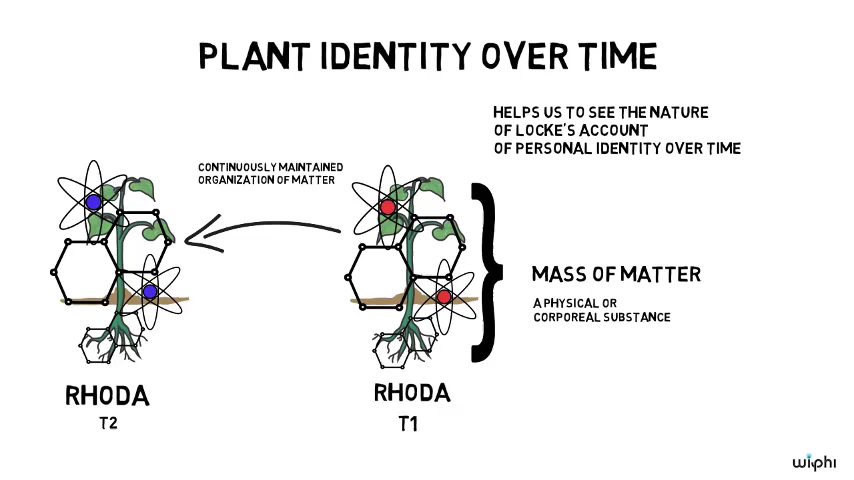 PLANT IDENTITY OVER TIME
HELPS US TO SEE THE NATURE
OF LOCKE'S ACCOUNT
OF PERSONAL IDENTITY OVER TIME
CONTINUOUSLY MAINTAINED
ORGANIZATION OF MATTER
MASS OF MATTER
A PHYSICAL OR
CORPOREAL SUBSTANCE
RHODA
T2
RHODA
T1
wiphi